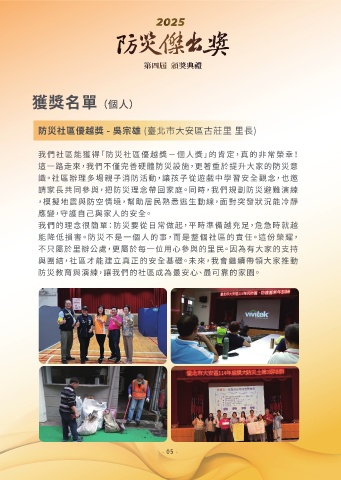 2025
防災傑出獎
第四屆 頒獎典禮
獲獎名單（個人）
防災社區優越獎 - 吳宗雄 (臺北市大安區古莊里 里長)
我們社區能獲得「防災社區優越獎－個人獎」的肯定，真的非常榮幸！
這一路走來，我們不僅完善硬體防災設施，更著重於提升大家的防災意
識。社區辦理多場親子消防活動，讓孩子從遊戲中學習安全觀念，也邀
請家長共同參與，把防災理念帶回家庭。同時，我們規劃防災避難演練
，模擬地震與防空情境，幫助居民熟悉逃生動線，面對突發狀況能冷靜
應變，守護自己與家人的安全。
我們的理念很簡單：防災要從日常做起，平時準備越充足，危急時就越
能降低損害。防災不是一個人的事，而是整個社區的責任。這份榮耀，
不只屬於里辦公處，更屬於每一位用心參與的里民。因為有大家的支持
與團結，社區才能建立真正的安全基礎。未來，我會繼續帶領大家推動
防災教育與演練，讓我們的社區成為最安心、最可靠的家園。
vivitek
- 05 -